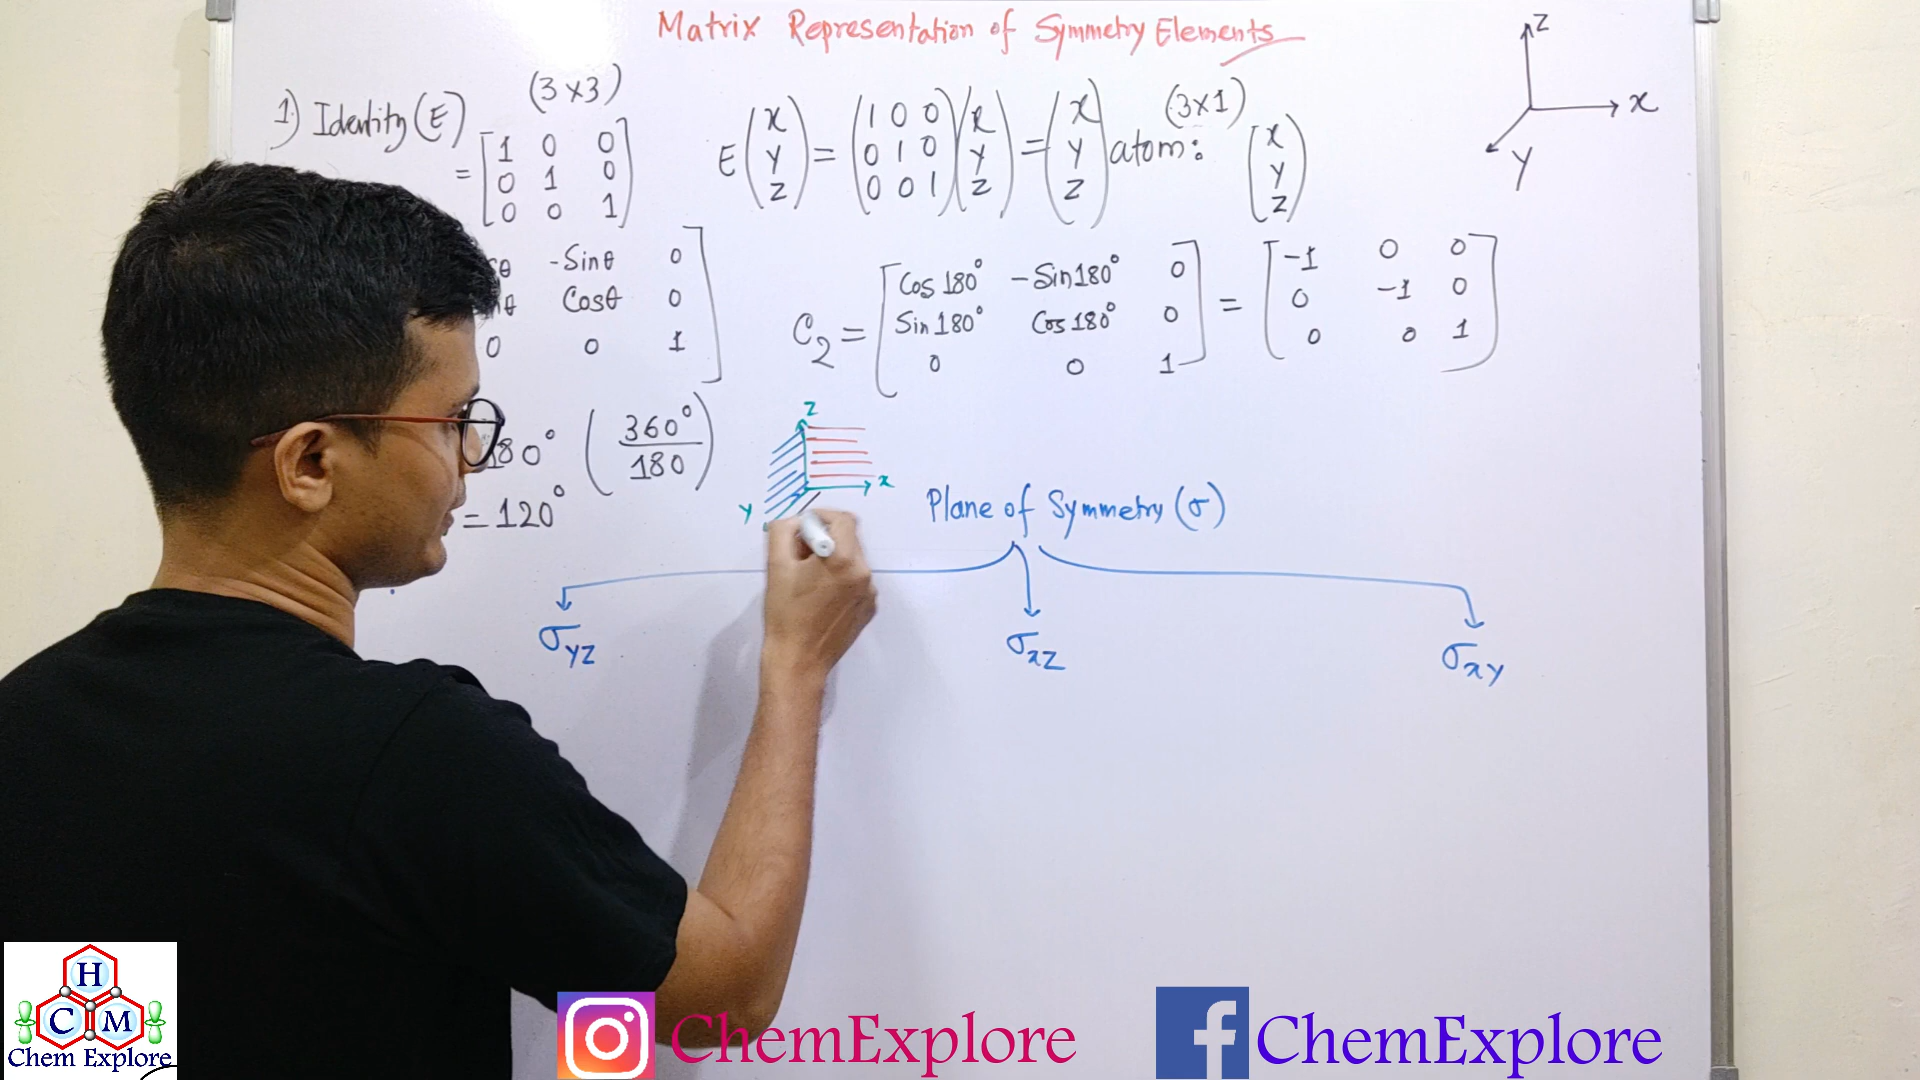 Matrix Representation of Symmetry Elements
1) Identity (E) = (3x3)
[1 0 0
0 1 0
0 0 1]
E (x y z) = (1 0 0 0 1 0 0 0 1) (x y z) = (x y z)
atom: (3x1)
(x y z)
z
x
y
-Sinθ 0
Cosθ 0
0 0 1
C2 = [Cos 180° -Sin180° 0
Sin 180° Cos 180° 0
0 0 1]
= [-1 0 0
0 -1 0
0 0 1]
180° (360°/180)
= 120°
z
x
y
Plane of Symmetry (σ)
σyz
σxz
σxy
H
C M
Chem Explore
ChemExplore
f ChemExplore